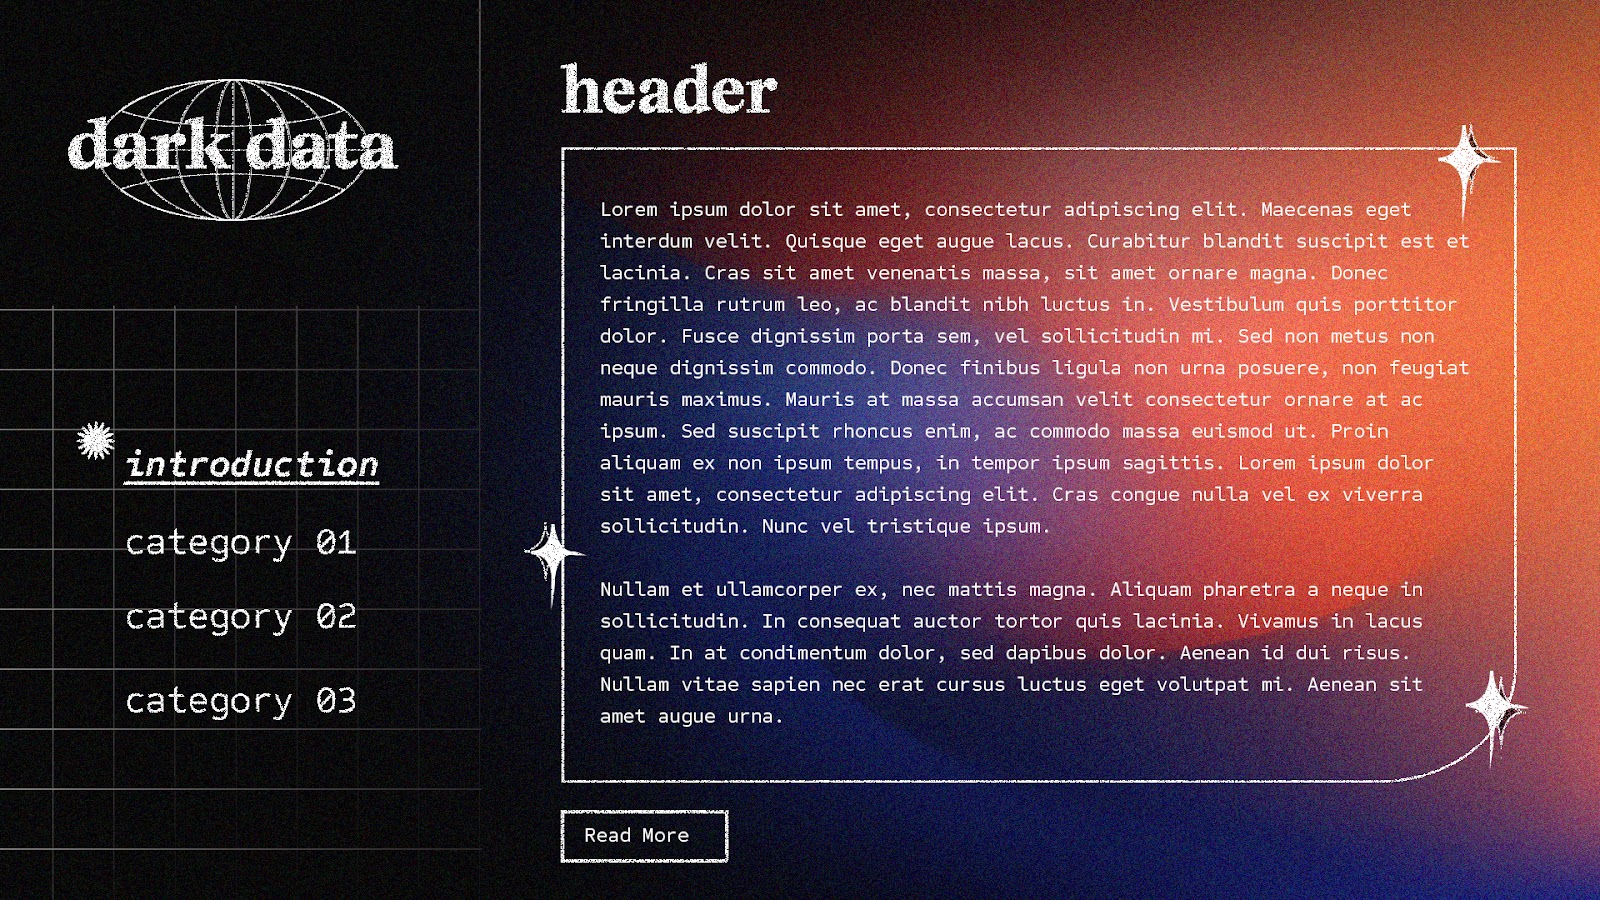 dark data
introduction
category 01
category 02
category 03
header
Lorem ipsum dolor sit amet, consectetur adipiscing elit. Maecenas eget
interdum velit. Quisque eget augue lacus. Curabitur blandit suscipit est et
lacinia. Cras sit amet venenatis massa, sit amet ornare magna. Donec
fringilla rutrum leo, ac blandit nibh luctus in. Vestibulum quis porttitor
dolor. Fusce dignissim porta sem, vel sollicitudin mi. Sed non metus non
neque dignissim commodo. Donec finibus ligula non urna posuere, non feugiat
mauris maximus. Mauris at massa accumsan velit consectetur ornare at ac
ipsum. Sed suscipit rhoncus enim, ac commodo massa euismod ut. Proin
aliquam ex non ipsum tempus, in tempor ipsum sagittis. Lorem ipsum dolor
sit amet, consectetur adipiscing elit. Cras congue nulla vel ex viverra
sollicitudin. Nunc vel tristique ipsum.
Nullam et ullamcorper ex, nec mattis magna. Aliquam pharetra a neque in
sollicitudin. In consequat auctor tortor quis lacinia. Vivamus in lacus
quam. In at condimentum dolor, sed dapibus dolor. Aenean id dui risus.
Nullam vitae sapien nec erat cursus luctus eget volutpat mi. Aenean sit
amet augue urna.
Read More